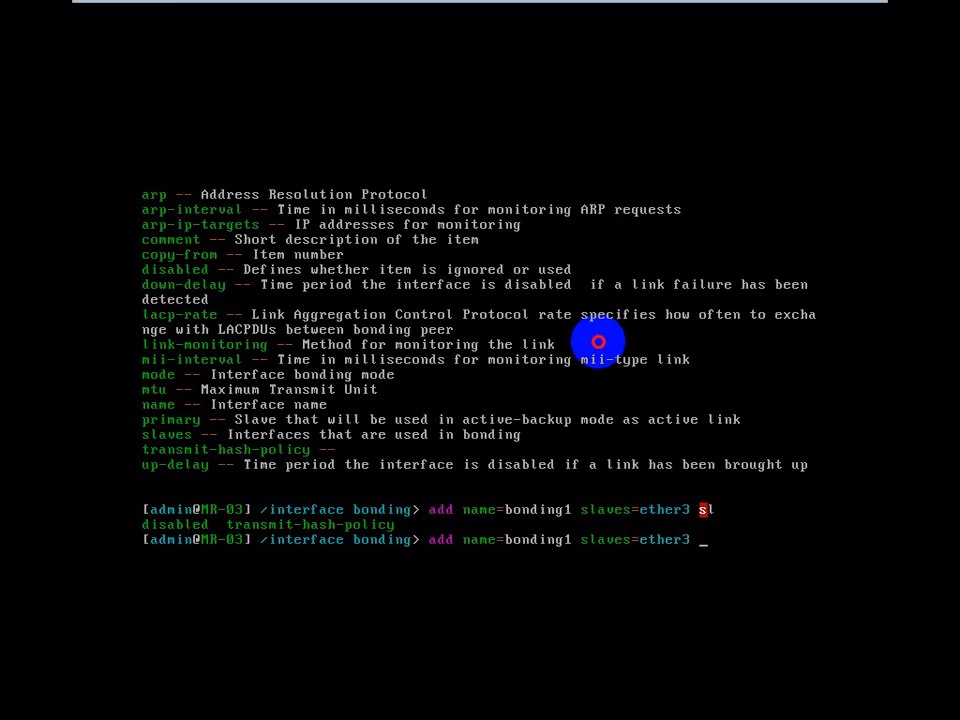 arp -- Address Resolution Protocol
arp-interval -- Time in milliseconds for monitoring ARP requests
arp-ip-targets -- IP addresses for monitoring
comment -- Short description of the item
copy-from -- Item number
disabled -- Defines whether item is ignored or used
down-delay -- Time period the interface is disabled  if a link failure has been
detected
lacp-rate -- Link Aggregation Control Protocol rate specifies how often to excha
nge with LACPDUs between bonding peer
link-monitoring -- Method for monitoring the link
mii-interval -- Time in milliseconds for monitoring mii-type link
mode -- Interface bonding mode
mtu -- Maximum Transmit Unit
name -- Interface name
primary -- Slave that will be used in active-backup mode as active link
slaves -- Interfaces that are used in bonding
transmit-hash-policy --
up-delay -- Time period the interface is disabled if a link has been brought up
[admin@MR-03] /interface bonding> add name=bonding1 slaves=ether3 sl
disabled  transmit-hash-policy
[admin@MR-03] /interface bonding> add name=bonding1 slaves=ether3 _